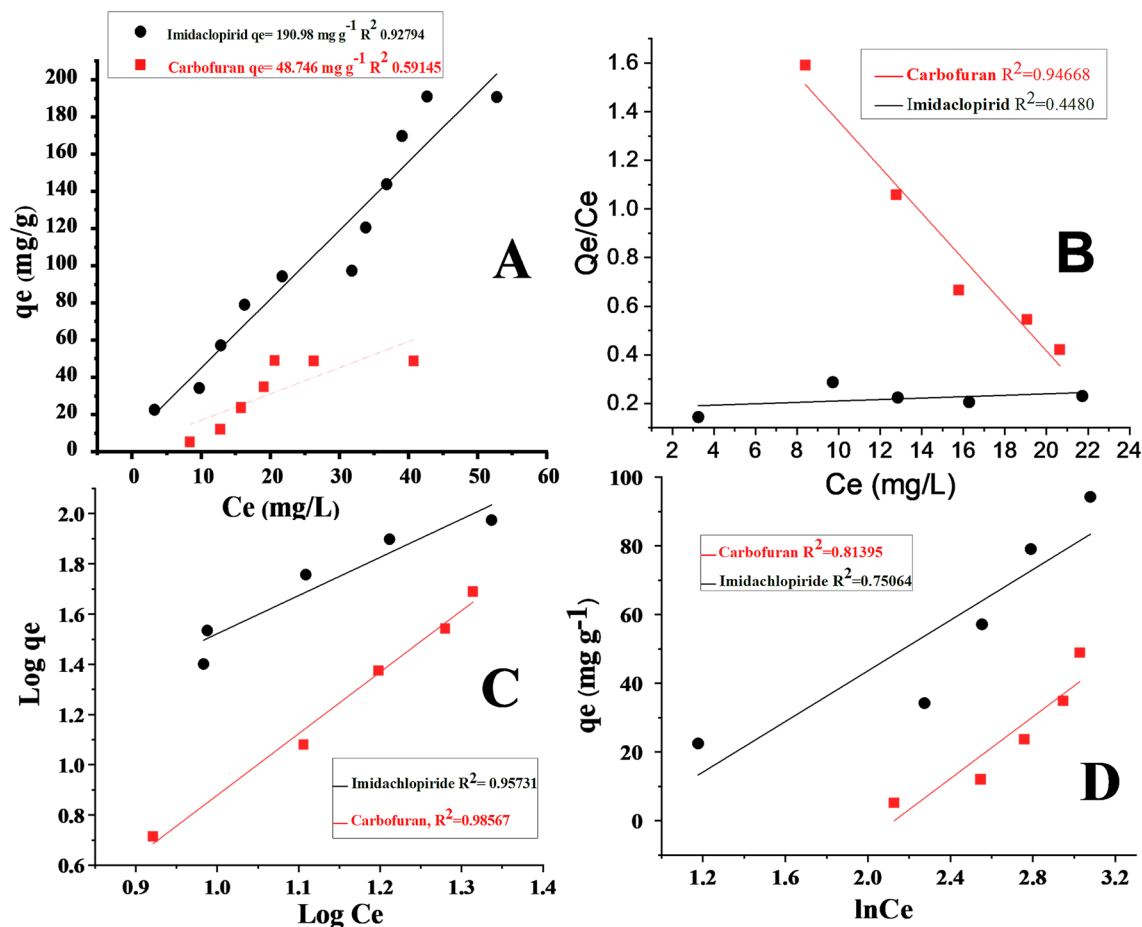 Imidaclopirid qe= 190.98 mg g⁻¹ R² 0.92794
Carbofuran qe= 48.746 mg g⁻¹ R² 0.59145
200
180
160
140
120
100
80
60
40
20
0
qe (mg/g)
A
0 10 20 30 40 50 60
Ce (mg/L)
Carbofuran R²=0.94668
Imidaclopirid R²=0.4480
1.6
1.4
1.2
1.0
0.8
0.6
0.4
0.2
Qe/Ce
B
2 4 6 8 10 12 14 16 18 20 22 24
Ce (mg/L)
2.0
1.8
1.6
1.4
1.2
1.0
0.8
0.6
Log qe
C
Imidachlopiride R²= 0.95731
Carbofuran, R²=0.98567
0.9 1.0 1.1 1.2 1.3 1.4
Log Ce
Carbofuran R²=0.81395
Imidachlopiride R²=0.75064
100
80
60
40
20
0
qe (mg g⁻¹)
D
1.2 1.6 2.0 2.4 2.8 3.2
lnCe